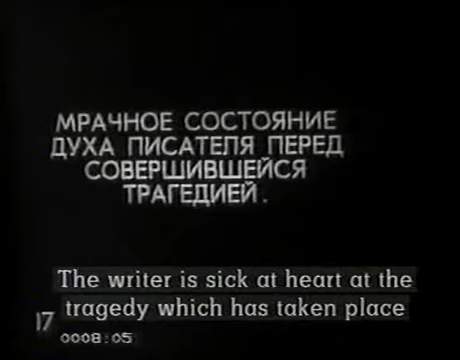 МРАЧНОЕ СОСТОЯНИЕ
ДУХА ПИСАТЕЛЯ ПЕРЕД
СОВЕРШИВШЕЙСЯ
ТРАГЕДИЕЙ.
The writer is sick at heart at the
tragedy which has taken place
17
0008:05